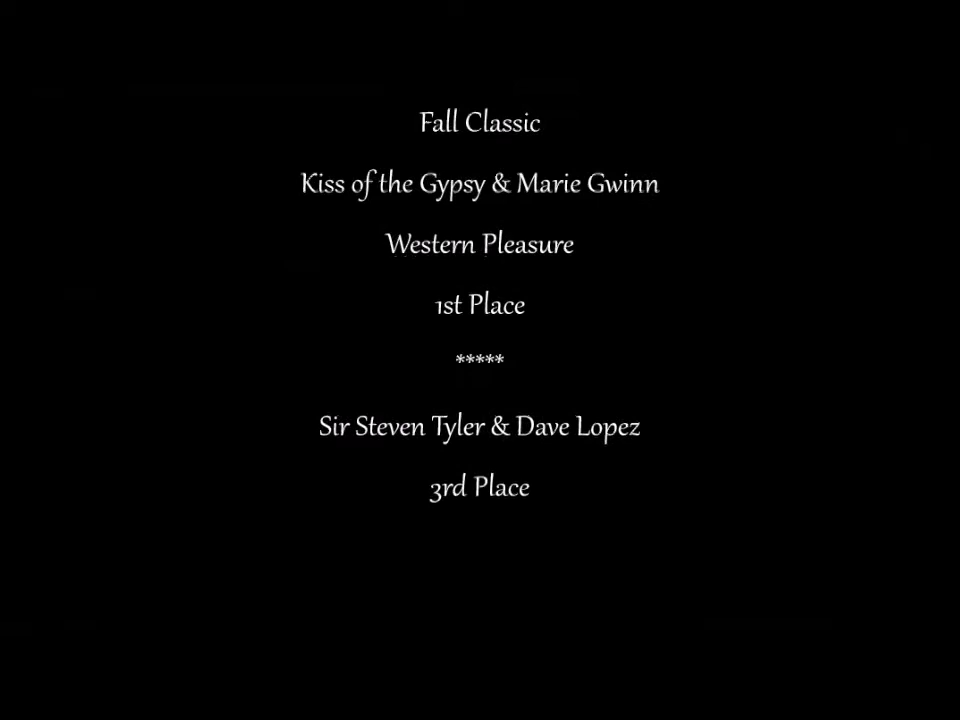 Fall Classic
Kiss of the Gypsy & Marie Gwinn
Western Pleasure
1st Place
*****
Sir Steven Tyler & Dave Lopez
3rd Place